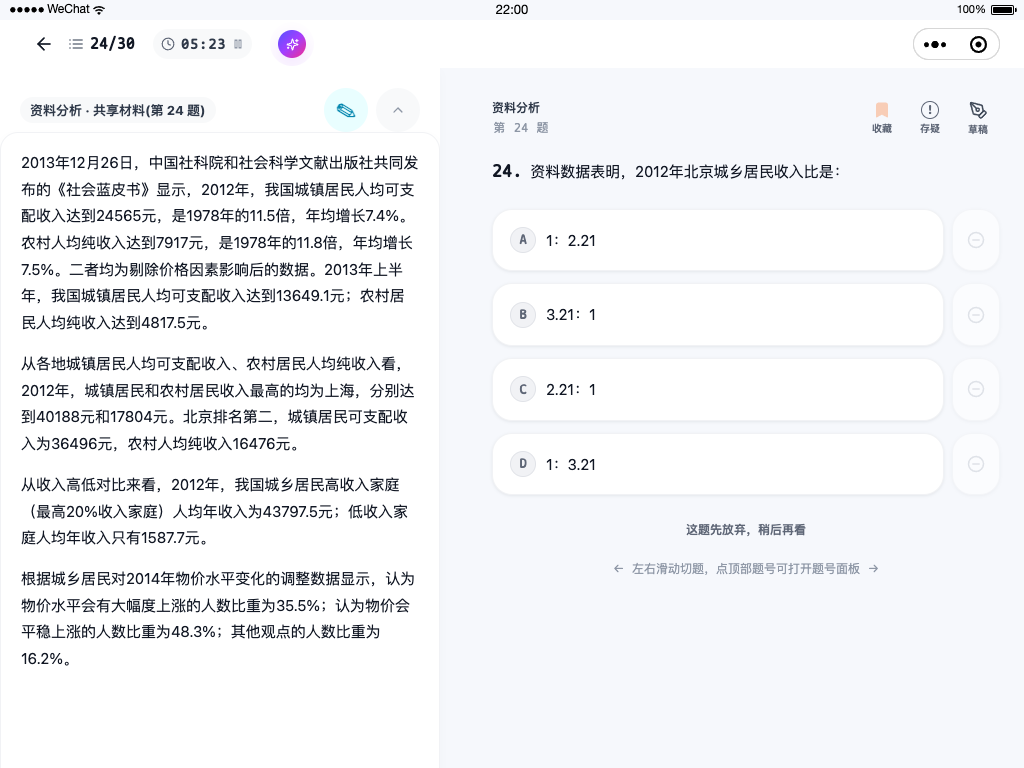 WeChat
22:00
100%
24/30
05:23
资料分析 · 共享材料(第 24 题)
2013年12月26日，中国社科院和社会科学文献出版社共同发
布的《社会蓝皮书》显示，2012年，我国城镇居民人均可支
配收入达到24565元，是1978年的11.5倍，年均增长7.4%。
农村人均纯收入达到7917元，是1978年的11.8倍，年均增长
7.5%。二者均为剔除价格因素影响后的数据。2013年上半
年，我国城镇居民人均可支配收入达到13649.1元；农村居
民人均纯收入达到4817.5元。
从各地城镇居民人均可支配收入、农村居民人均纯收入看，
2012年，城镇居民和农村居民收入最高的均为上海，分别达
到40188元和17804元。北京排名第二，城镇居民可支配收
入为36496元，农村人均纯收入16476元。
从收入高低对比来看，2012年，我国城乡居民高收入家庭
（最高20%收入家庭）人均年收入为43797.5元；低收入家
庭人均年收入只有1587.7元。
根据城乡居民对2014年物价水平变化的调整数据显示，认为
物价水平会有大幅度上涨的人数比重为35.5%；认为物价会
平稳上涨的人数比重为48.3%；其他观点的人数比重为
16.2%。
资料分析
第 24 题
收藏
存疑
草稿
24. 资料数据表明，2012年北京城乡居民收入比是：
A 1：2.21
B 3.21：1
C 2.21：1
D 1：3.21
这题先放弃，稍后再看
← 左右滑动切题，点顶部题号可打开题号面板 →